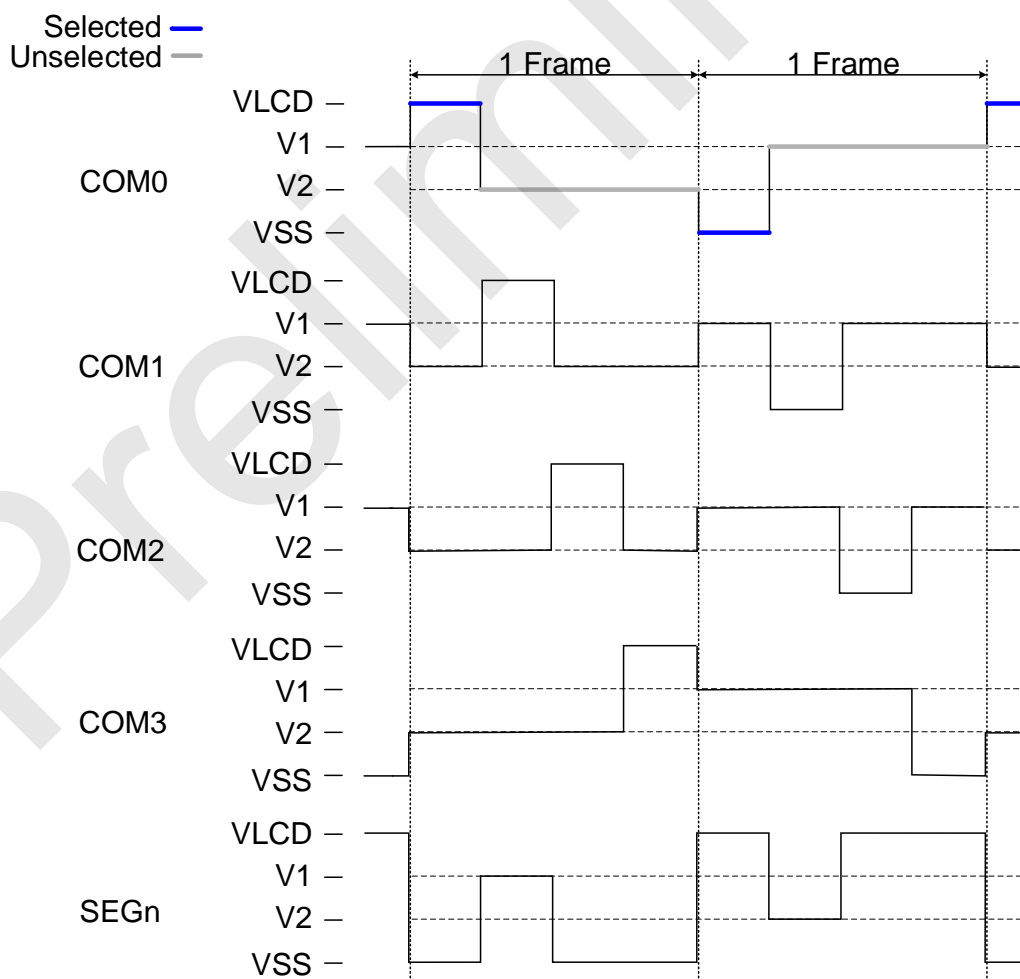 Selected
Unselected
1 Frame 1 Frame
VLCD
V1
COM0 V2
VSS
VLCD
V1
COM1 V2
VSS
VLCD
V1
COM2 V2
VSS
VLCD
V1
COM3 V2
VSS
VLCD
V1
SEGn V2
VSS
Prelimi